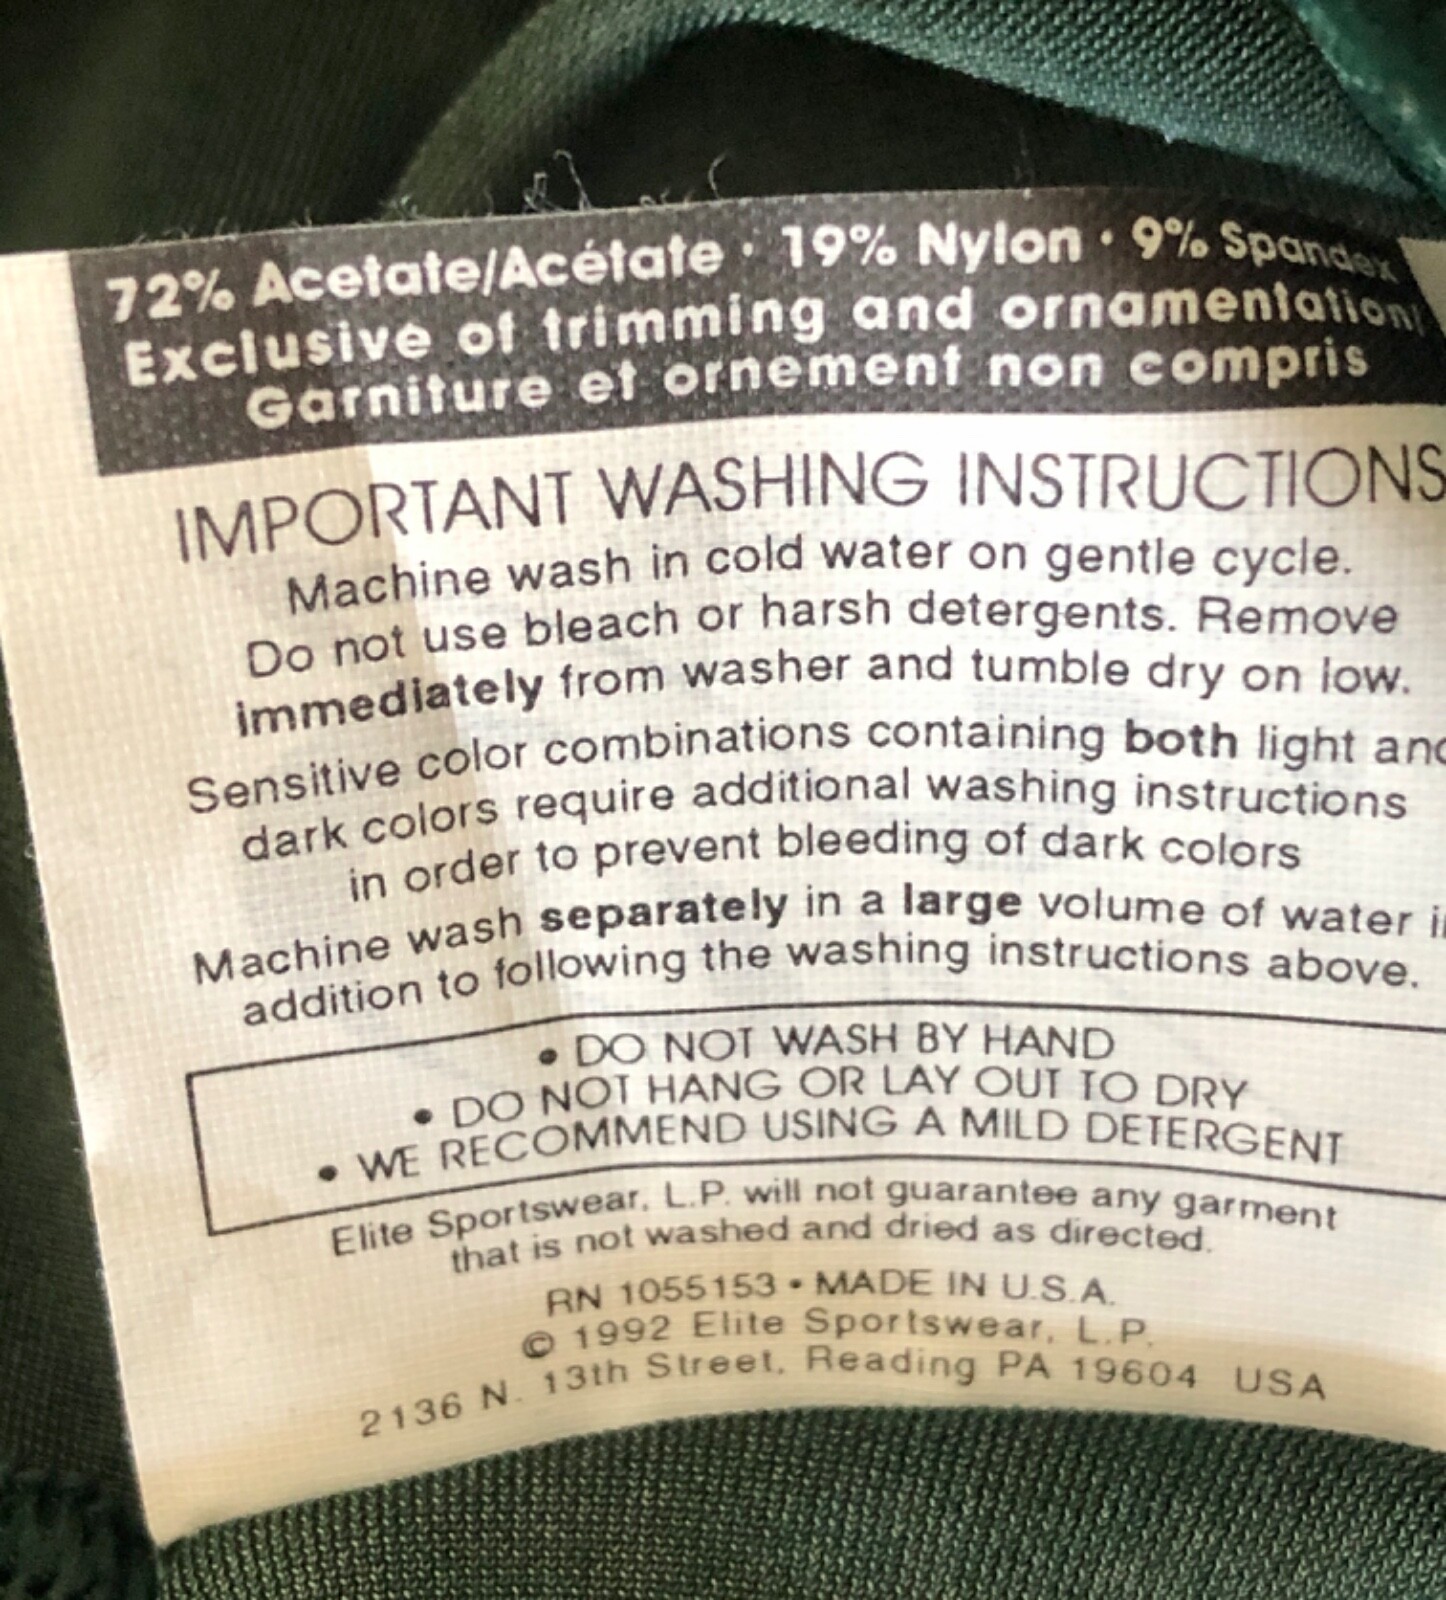 72% Acetate/Acétate · 19% Nylon · 9% Spandex
Exclusive of trimming and ornamentation/
Garniture et ornement non compris
IMPORTANT WASHING INSTRUCTIONS
Machine wash in cold water on gentle cycle.
Do not use bleach or harsh detergents. Remove
immediately from washer and tumble dry on low.
Sensitive color combinations containing both light and
dark colors require additional washing instructions
in order to prevent bleeding of dark colors
Machine wash separately in a large volume of water in
addition to following the washing instructions above.
• DO NOT WASH BY HAND
• DO NOT HANG OR LAY OUT TO DRY
• WE RECOMMEND USING A MILD DETERGENT
Elite Sportswear, L.P. will not guarantee any garment
that is not washed and dried as directed.
RN 1055153 • MADE IN U.S.A.
© 1992 Elite Sportswear, L.P.
2136 N. 13th Street, Reading PA 19604 USA